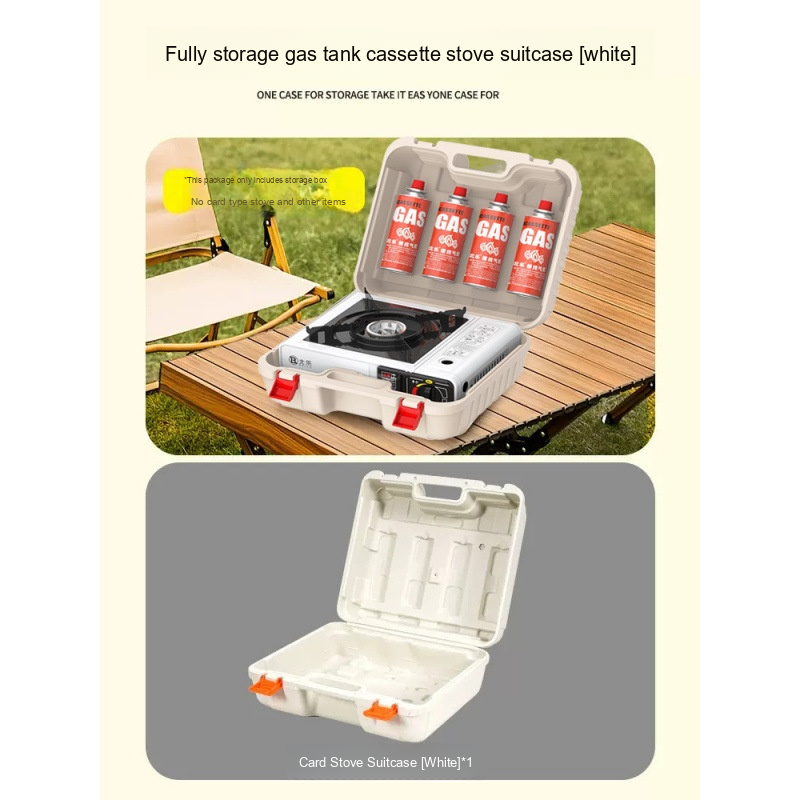 Fully storage gas tank cassette stove suitcase [white]
ONE CASE FOR STORAGE TAKE IT EAS YONE CASE FOR
"This package only includes storage box
No card type stove and other items
GAS
GAS
GAS
GAS
Card Stove Suitcase [White]*1